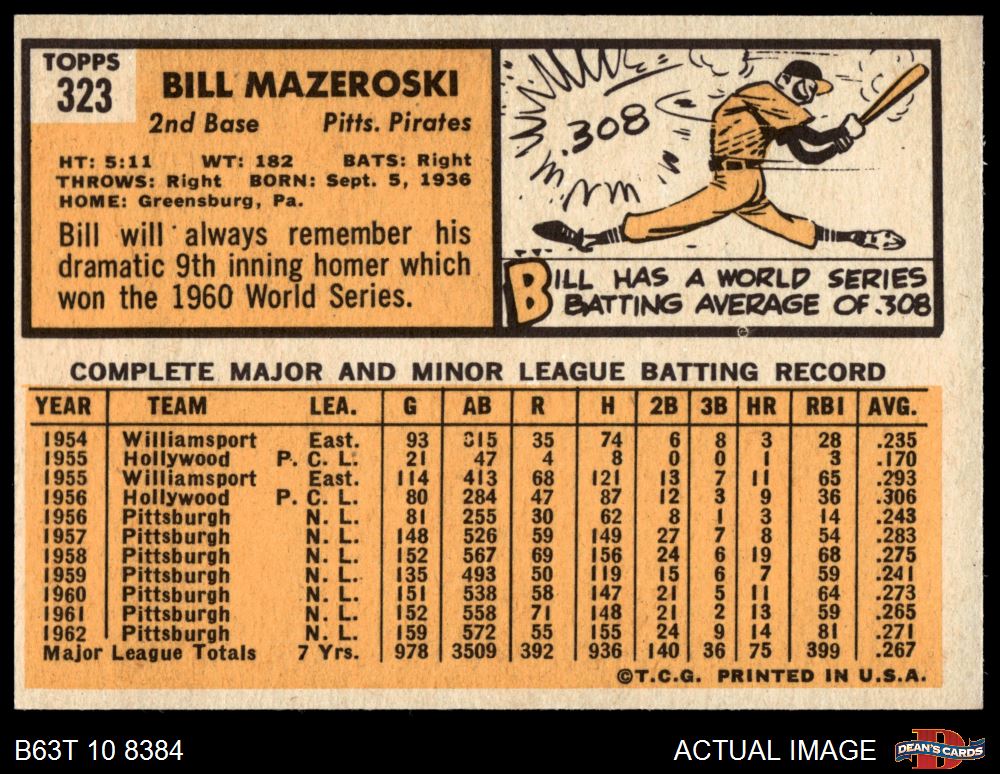 TOPPS
323
BILL MAZEROSKI
2nd Base Pitts. Pirates
HT: 5:11 WT: 182 BATS: Right
THROWS: Right BORN: Sept. 5, 1936
HOME: Greensburg, Pa.
Bill will always remember his
dramatic 9th inning homer which
won the 1960 World Series.
.308
BILL HAS A WORLD SERIES
BATTING AVERAGE OF .308
COMPLETE MAJOR AND MINOR LEAGUE BATTING RECORD
YEAR TEAM LEA. G AB R H 2B 3B HR RBI AVG.
1954 Williamsport East. 93 315 35 74 6 8 3 28 .235
1955 Hollywood P. C. L. 21 47 4 8 0 0 1 3 .170
1955 Williamsport East. 114 413 68 121 13 7 11 65 .293
1956 Hollywood P. C. L. 80 284 47 87 12 3 9 36 .306
1956 Pittsburgh N. L. 81 255 30 62 8 1 3 14 .243
1957 Pittsburgh N. L. 148 526 59 149 27 7 8 54 .283
1958 Pittsburgh N. L. 152 567 69 156 24 6 19 68 .275
1959 Pittsburgh N. L. 135 493 50 119 15 6 7 59 .241
1960 Pittsburgh N. L. 151 538 58 147 21 5 11 64 .273
1961 Pittsburgh N. L. 152 558 71 148 21 2 13 59 .265
1962 Pittsburgh N. L. 159 572 55 155 24 9 14 81 .271
Major League Totals 7 Yrs. 978 3509 392 936 140 36 75 399 .267
©T.C.G. PRINTED IN U.S.A.
B63T 10 8384 ACTUAL IMAGE
D
DEAN'S CARDS